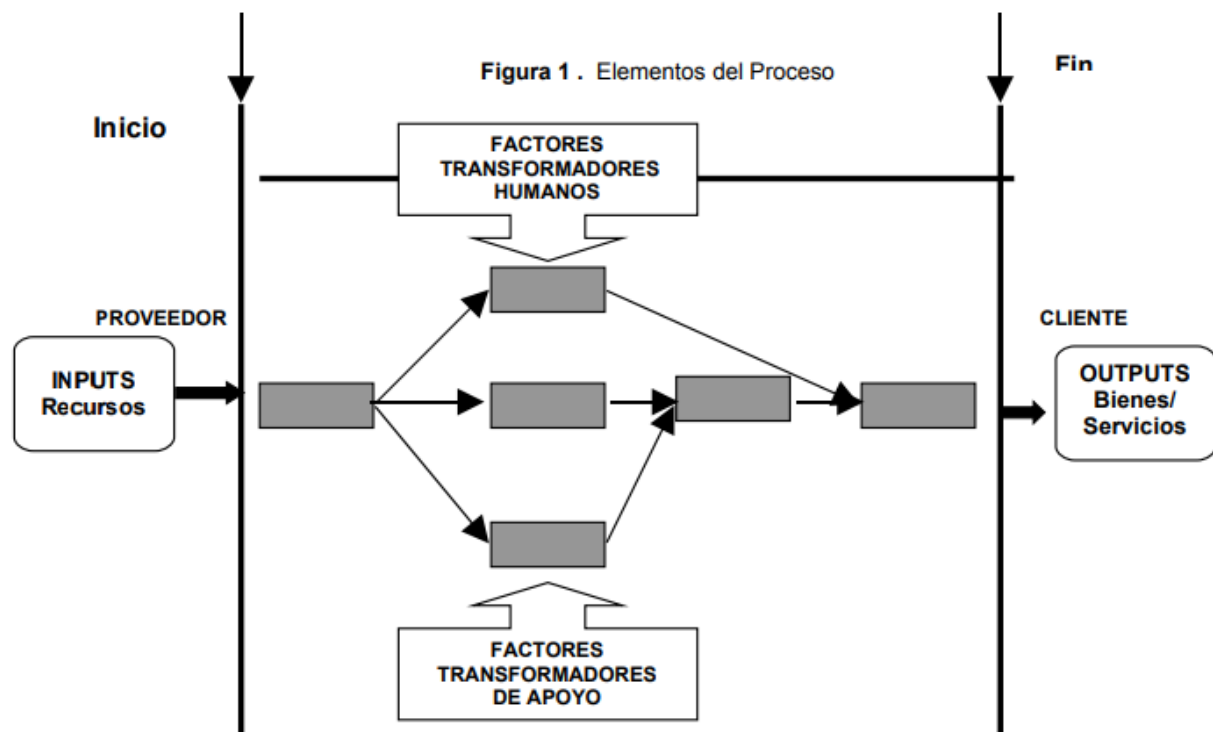 Figura 1 . Elementos del Proceso
Fin
Inicio
FACTORES
TRANSFORMADORES
HUMANOS
PROVEEDOR
CLIENTE
INPUTS
Recursos
OUTPUTS
Bienes/
Servicios
FACTORES
TRANSFORMADORES
DE APOYO